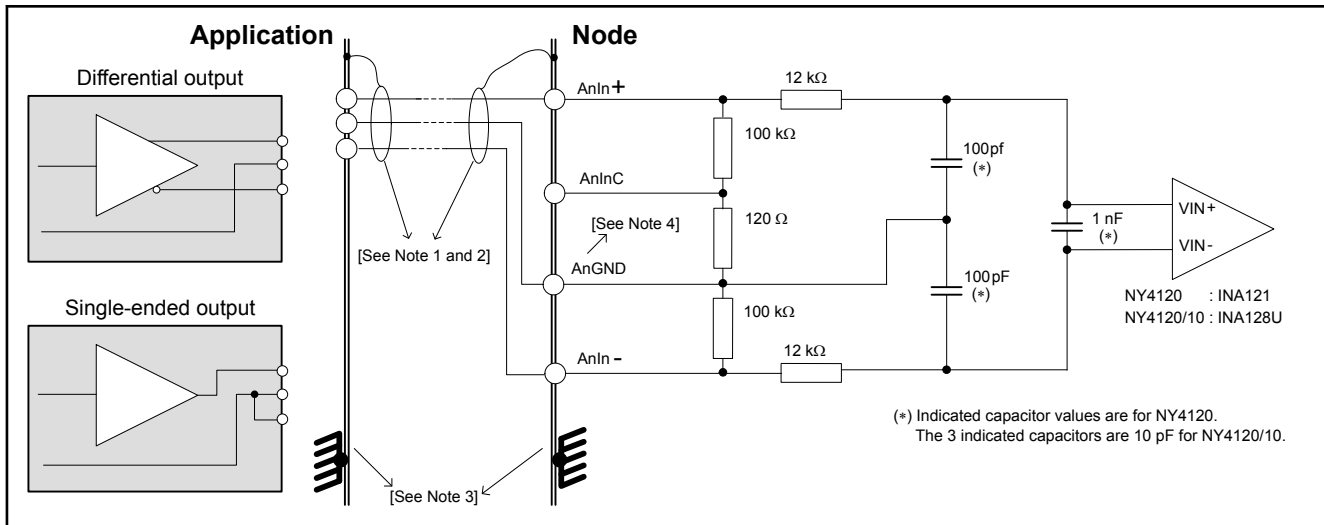 Application
Node
Differential output
Single-ended output
[See Note 1 and 2]
[See Note 3]
AnIn+
AnInC
[See Note 4]
AnGND
AnIn-
12 kΩ
100 kΩ
120 Ω
100 kΩ
12 kΩ
100pf
(*)
100pF
(*)
1 nF
(*)
VIN+
VIN-
NY4120 : INA121
NY4120/10 : INA128U
(*) Indicated capacitor values are for NY4120.
The 3 indicated capacitors are 10 pF for NY4120/10.